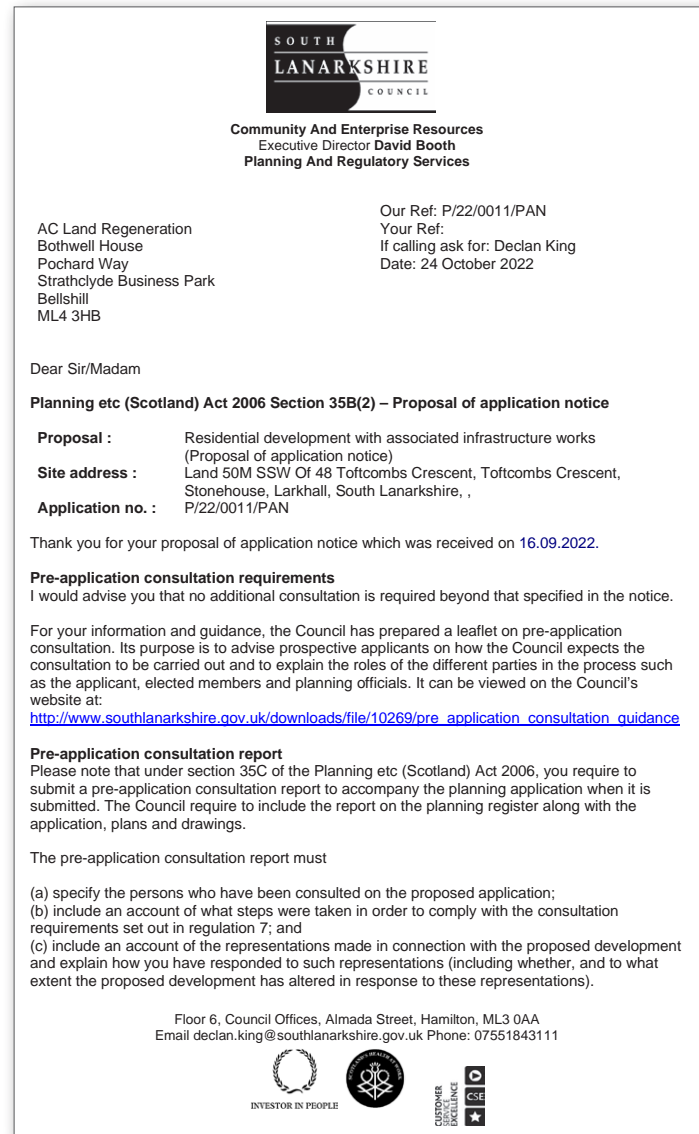 SOUTH
LANARKSHIRE
COUNCIL
Community And Enterprise Resources
Executive Director David Booth
Planning And Regulatory Services
Our Ref: P/22/0011/PAN
Your Ref:
If calling ask for: Declan King
Date: 24 October 2022
AC Land Regeneration
Bothwell House
Pochard Way
Strathclyde Business Park
Bellshill
ML4 3HB
Dear Sir/Madam
Planning etc (Scotland) Act 2006 Section 35B(2) – Proposal of application notice
Proposal : Residential development with associated infrastructure works
(Proposal of application notice)
Site address : Land 50M SSW Of 48 Toftcombs Crescent, Toftcombs Crescent,
Stonehouse, Larkhall, South Lanarkshire, ,
Application no. : P/22/0011/PAN
Thank you for your proposal of application notice which was received on 16.09.2022.
Pre-application consultation requirements
I would advise you that no additional consultation is required beyond that specified in the notice.
For your information and guidance, the Council has prepared a leaflet on pre-application
consultation. Its purpose is to advise prospective applicants on how the Council expects the
consultation to be carried out and to explain the roles of the different parties in the process such
as the applicant, elected members and planning officials. It can be viewed on the Council's
website at:
http://www.southlanarkshire.gov.uk/downloads/file/10269/pre_application_consultation_guidance
Pre-application consultation report
Please note that under section 35C of the Planning etc (Scotland) Act 2006, you require to
submit a pre-application consultation report to accompany the planning application when it is
submitted. The Council require to include the report on the planning register along with the
application, plans and drawings.
The pre-application consultation report must
(a) specify the persons who have been consulted on the proposed application;
(b) include an account of what steps were taken in order to comply with the consultation
requirements set out in regulation 7; and
(c) include an account of the representations made in connection with the proposed development
and explain how you have responded to such representations (including whether, and to what
extent the proposed development has altered in response to these representations).
Floor 6, Council Offices, Almada Street, Hamilton, ML3 0AA
Email declan.king@southlanarkshire.gov.uk Phone: 07551843111
INVESTOR IN PEOPLE
SCOTLAND'S HEALTH AT WORK
CUSTOMER
SERVICE
EXCELLENCE
CSE